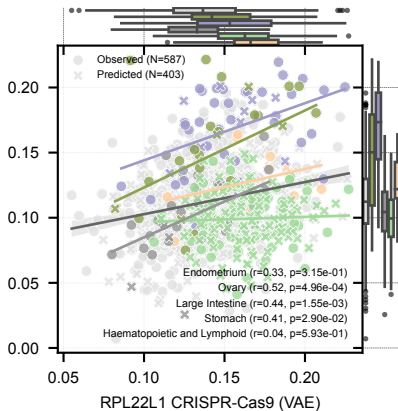 Observed (N=587)
Predicted (N=403)
0.20
0.15
0.10
0.05
0.00
Endometrium (r=0.33, p=3.15e-01)
Ovary (r=0.52, p=4.96e-04)
Large Intestine (r=0.44, p=1.55e-03)
Stomach (r=0.41, p=2.90e-02)
Haematopoietic and Lymphoid (r=0.04, p=5.93e-01)
0.05 0.10 0.15 0.20
RPL22L1 CRISPR-Cas9 (VAE)